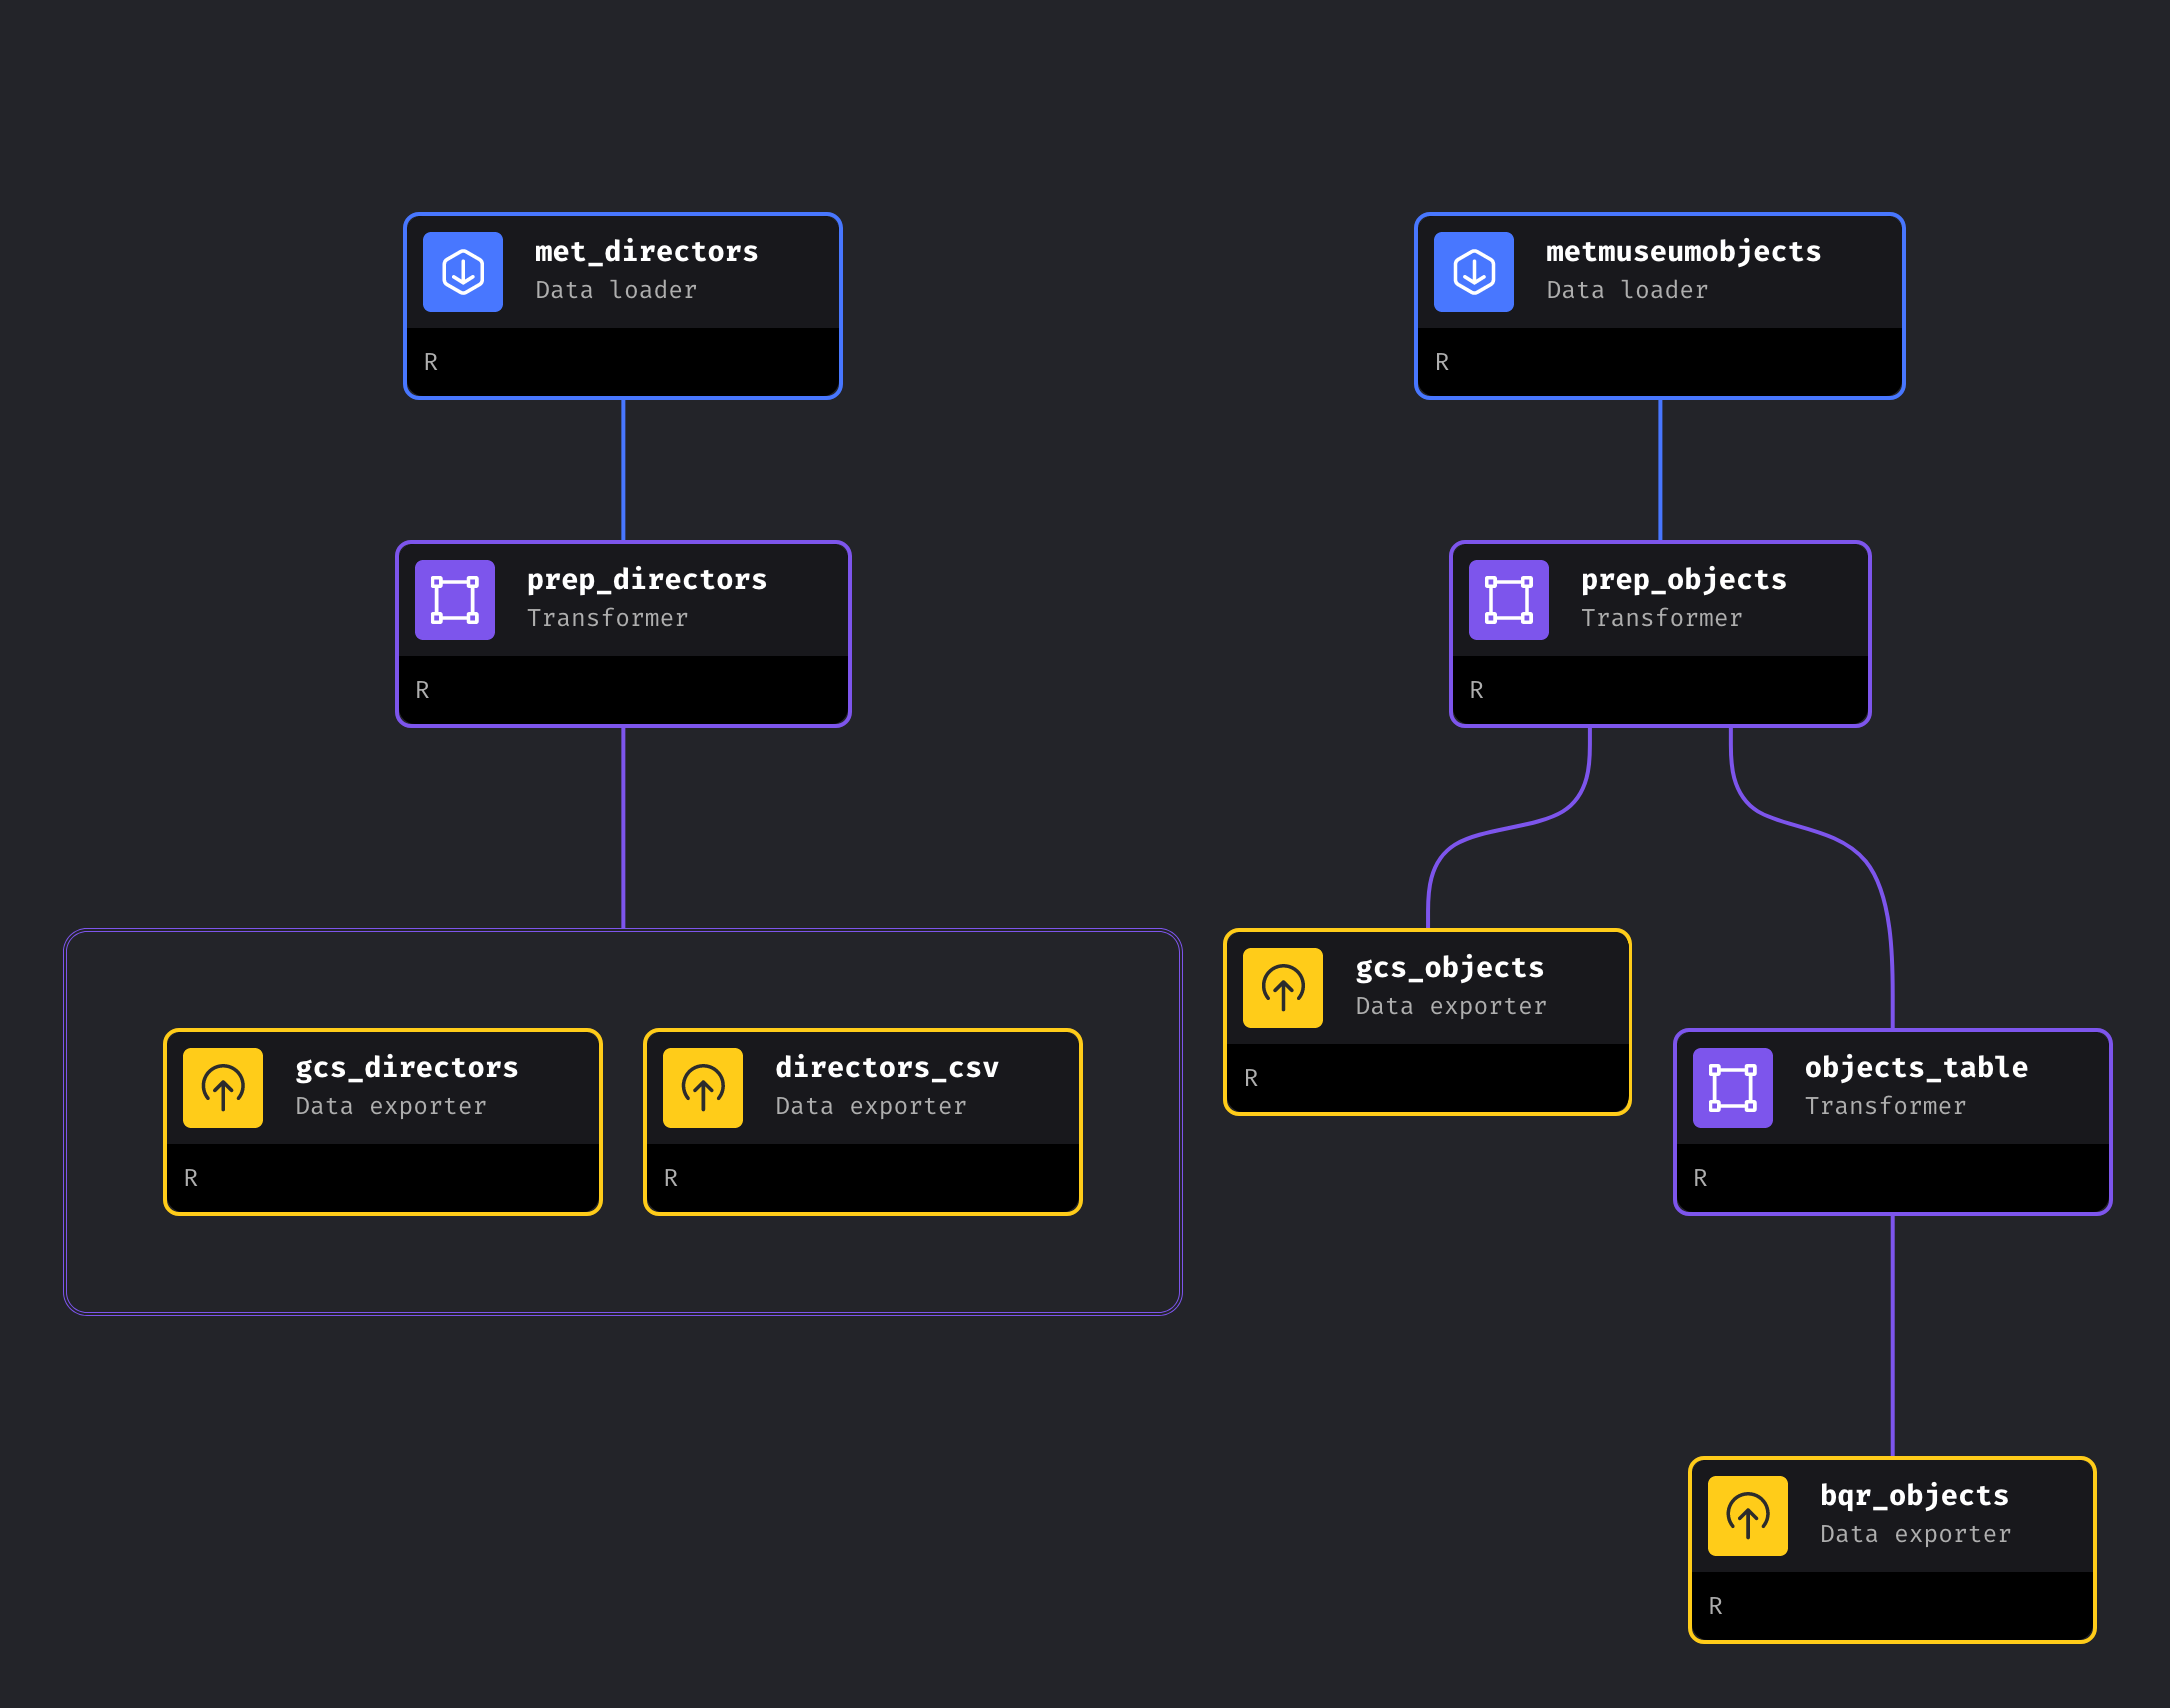 met_directors
Data loader
R
metmuseumobjects
Data loader
R
prep_directors
Transformer
R
prep_objects
Transformer
R
gcs_directors
Data exporter
R
directors_csv
Data exporter
R
gcs_objects
Data exporter
R
objects_table
Transformer
R
bqr_objects
Data exporter
R